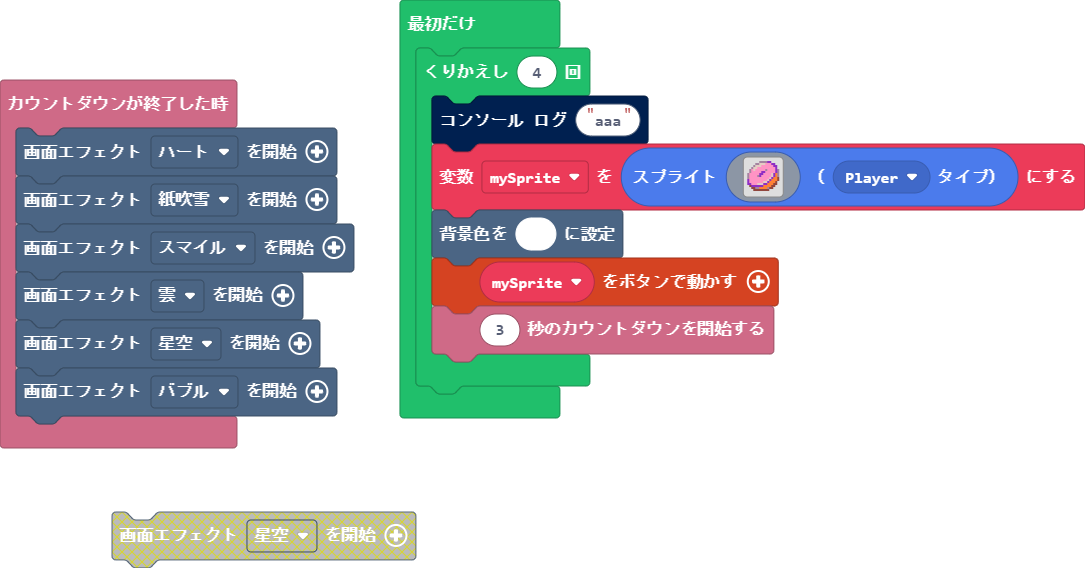 最初だけ
くりかえし 4 回
コンソール ログ "aaa"
変数 mySprite を スプライト ( Player タイプ) にする
背景色を に設定
mySprite をボタンで動かす
3 秒のカウントダウンを開始する
カウントダウンが終了した時
画面エフェクト ハート を開始
画面エフェクト 紙吹雪 を開始
画面エフェクト スマイル を開始
画面エフェクト 雲 を開始
画面エフェクト 星空 を開始
画面エフェクト バブル を開始
画面エフェクト 星空 を開始